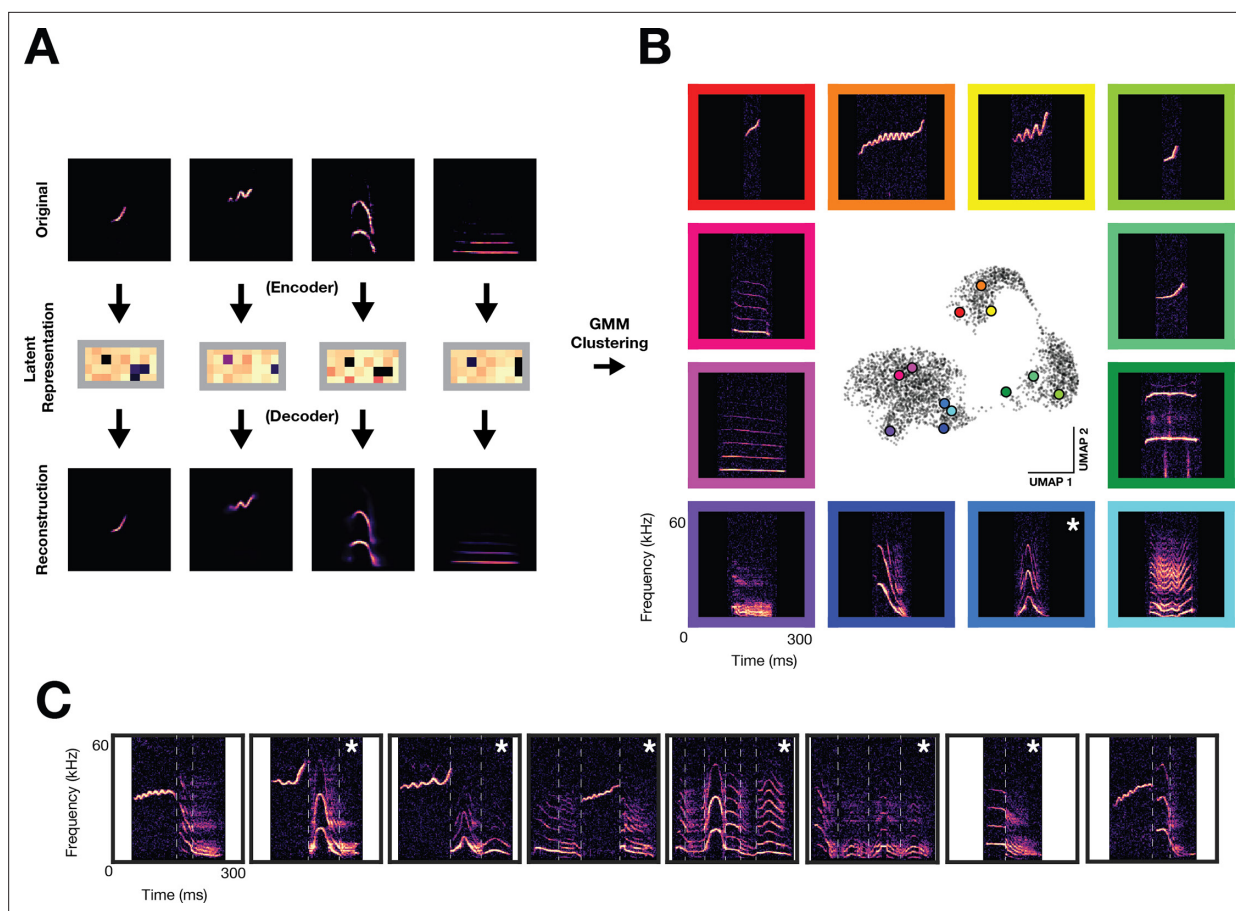 A
B
Original
(Encoder)
Latent
Representation
GMM
Clustering
(Decoder)
Reconstruction
UMAP 1
UMAP 2
*
60
Frequency (kHz)
0
300
Time (ms)
C
60
Frequency (kHz)
* * * * * *
0
300
Time (ms)